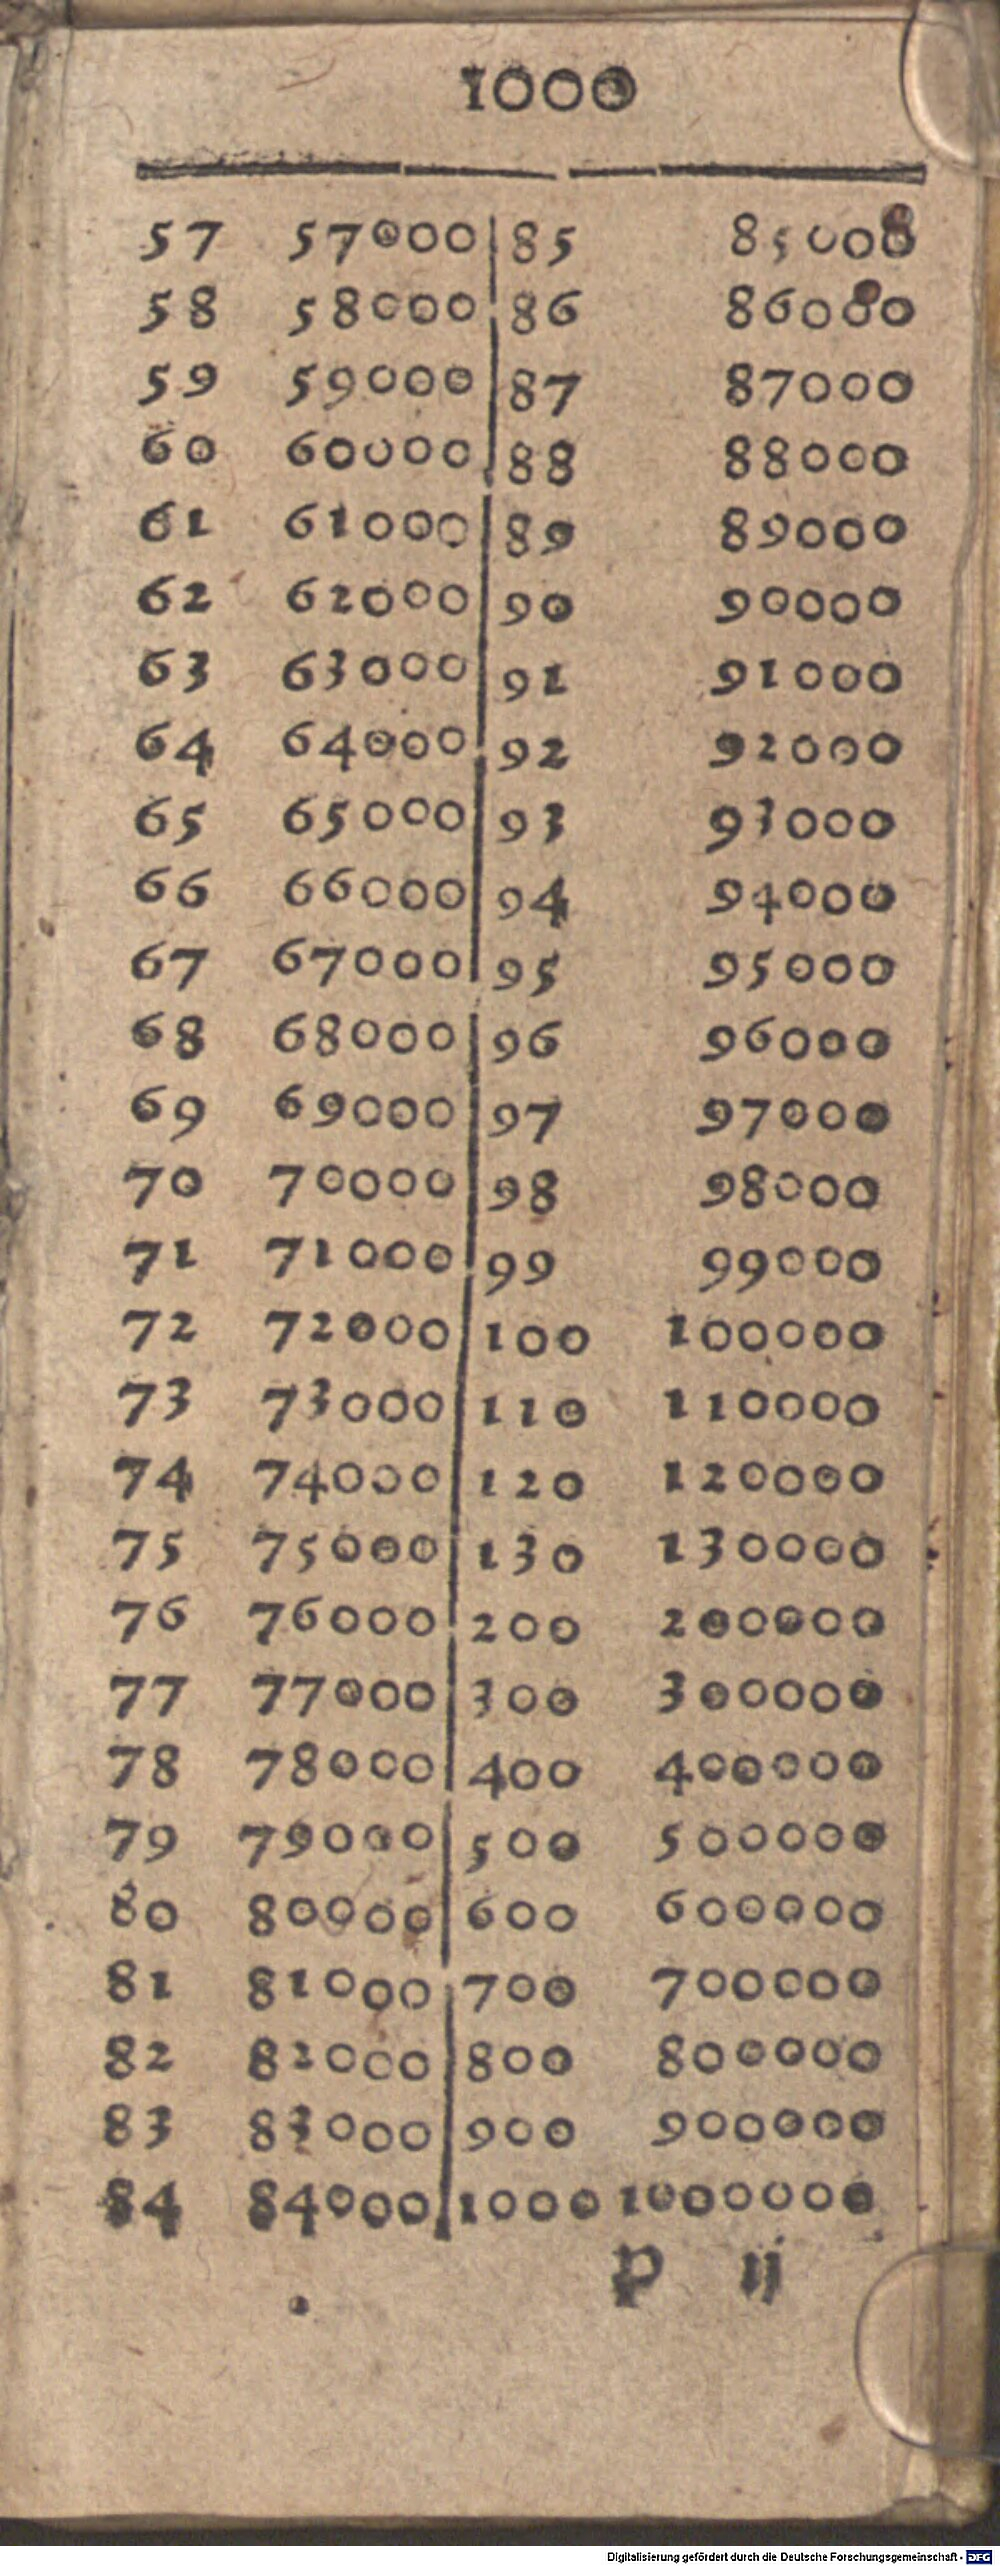 1000
57 57000 85 85000
58 58000 86 86000
59 59000 87 87000
60 60000 88 88000
61 61000 89 89000
62 62000 90 90000
63 63000 91 91000
64 64000 92 92000
65 65000 93 93000
66 66000 94 94000
67 67000 95 95000
68 68000 96 96000
69 69000 97 97000
70 70000 98 98000
71 71000 99 99000
72 72000 100 100000
73 73000 110 110000
74 74000 120 120000
75 75000 130 130000
76 76000 200 200000
77 77000 300 300000
78 78000 400 400000
79 79000 500 500000
80 80000 600 600000
81 81000 700 700000
82 82000 800 800000
83 83000 900 900000
84 84000 1000 1000000
P ij
Digitalisierung gefördert durch die Deutsche Forschungsgemeinschaft - DFG